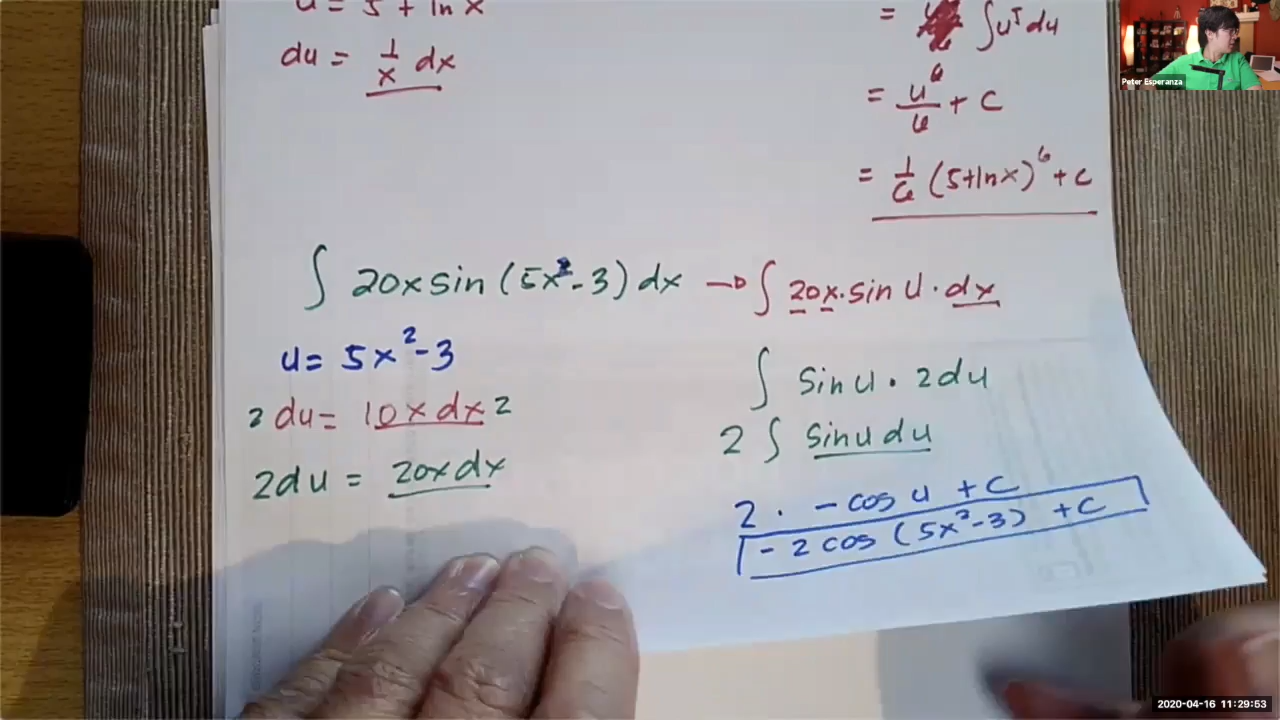 u = 5 + ln x
du = 1/x dx
= ∫u⁵ du
= u⁶/6 + C
= 1/6 (5+lnx)⁶ + C
∫ 20x sin (5x² - 3) dx → ∫ 20x · sin u · dx
u = 5x² - 3
2 du = 10x dx 2
2du = 20x dx
∫ sin u · 2du
2 ∫ sin u du
2 · - cos u + C
- 2 cos (5x² - 3) + C
Peter Esperanza
2020-04-16 11:29:53